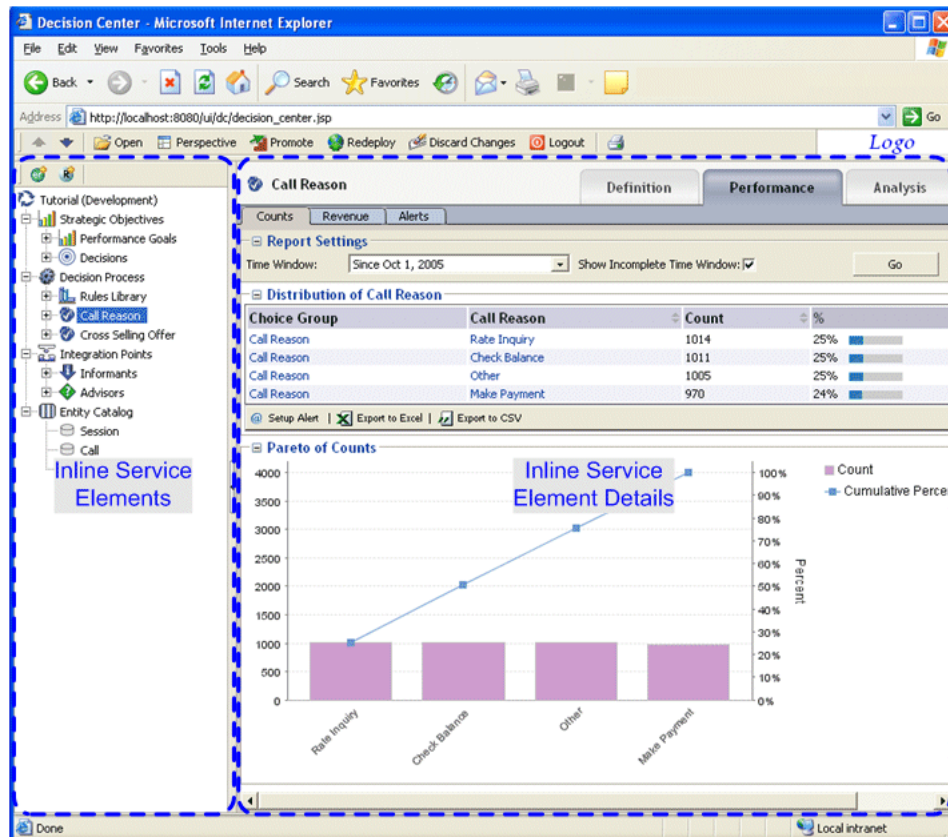 Decision Center - Microsoft Internet Explorer
File Edit View Favorites Tools Help
Back Search Favorites
Address http://localhost:8080/ui/dc/decision_center.jsp Go
Open Perspective Promote Redeploy Discard Changes Logout Logo
Call Reason Definition Performance Analysis
Tutorial (Development)
Strategic Objectives
Performance Goals
Decisions
Decision Process
Rules Library
Call Reason
Cross Selling Offer
Integration Points
Informants
Advisors
Entity Catalog
Session
Call
Inline Service
Elements
Counts Revenue Alerts
Report Settings
Time Window: Since Oct 1, 2005 Show Incomplete Time Window: Go
Distribution of Call Reason
Choice Group Call Reason Count %
Call Reason Rate Inquiry 1014 25%
Call Reason Check Balance 1011 25%
Call Reason Other 1005 25%
Call Reason Make Payment 970 24%
@ Setup Alert | Export to Excel | Export to CSV
Pareto of Counts
Inline Service
Element Details
4000
3500
3000
2500
2000
1500
1000
500
0
100%
90%
80%
70%
60%
50%
40%
30%
20%
10%
0%
Percent
Count
Cumulative Perce
Rate Inquiry
Check Balance
Other
Make Payment
Done Local intranet